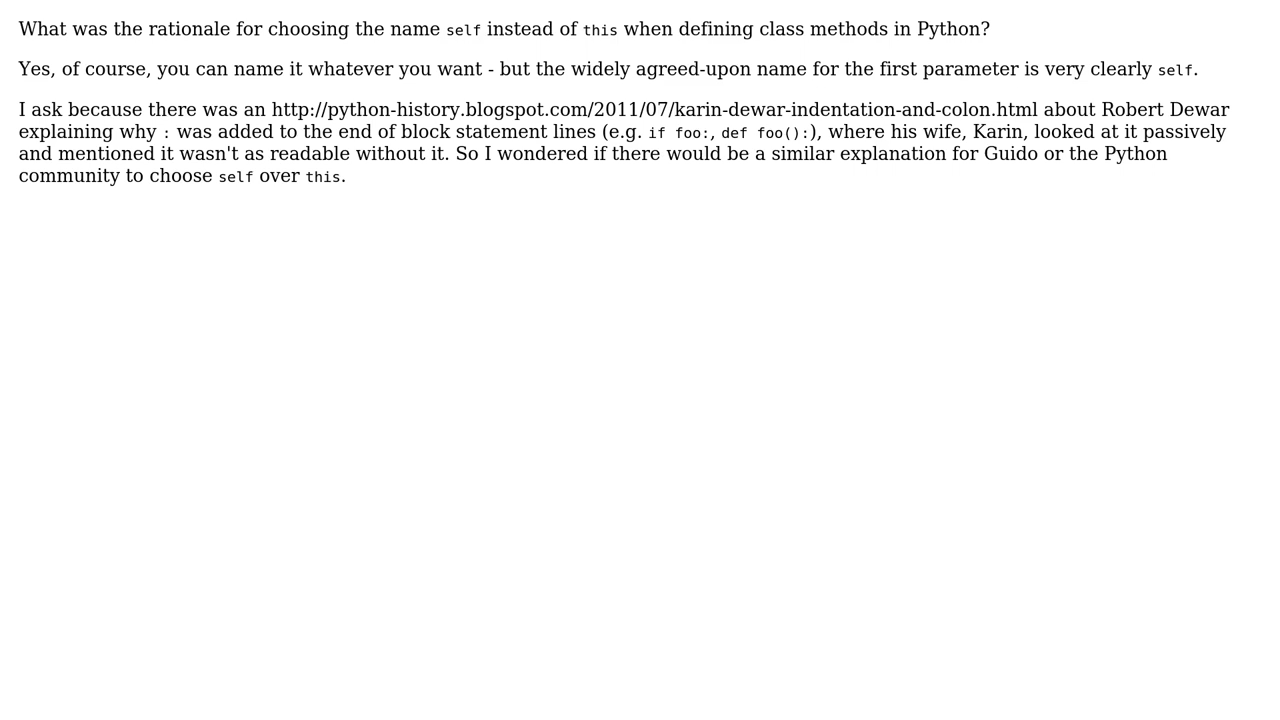 What was the rationale for choosing the name self instead of this when defining class methods in Python?
Yes, of course, you can name it whatever you want - but the widely agreed-upon name for the first parameter is very clearly self.
I ask because there was an http://python-history.blogspot.com/2011/07/karin-dewar-indentation-and-colon.html about Robert Dewar
explaining why : was added to the end of block statement lines (e.g. if foo:, def foo():), where his wife, Karin, looked at it passively
and mentioned it wasn't as readable without it. So I wondered if there would be a similar explanation for Guido or the Python
community to choose self over this.